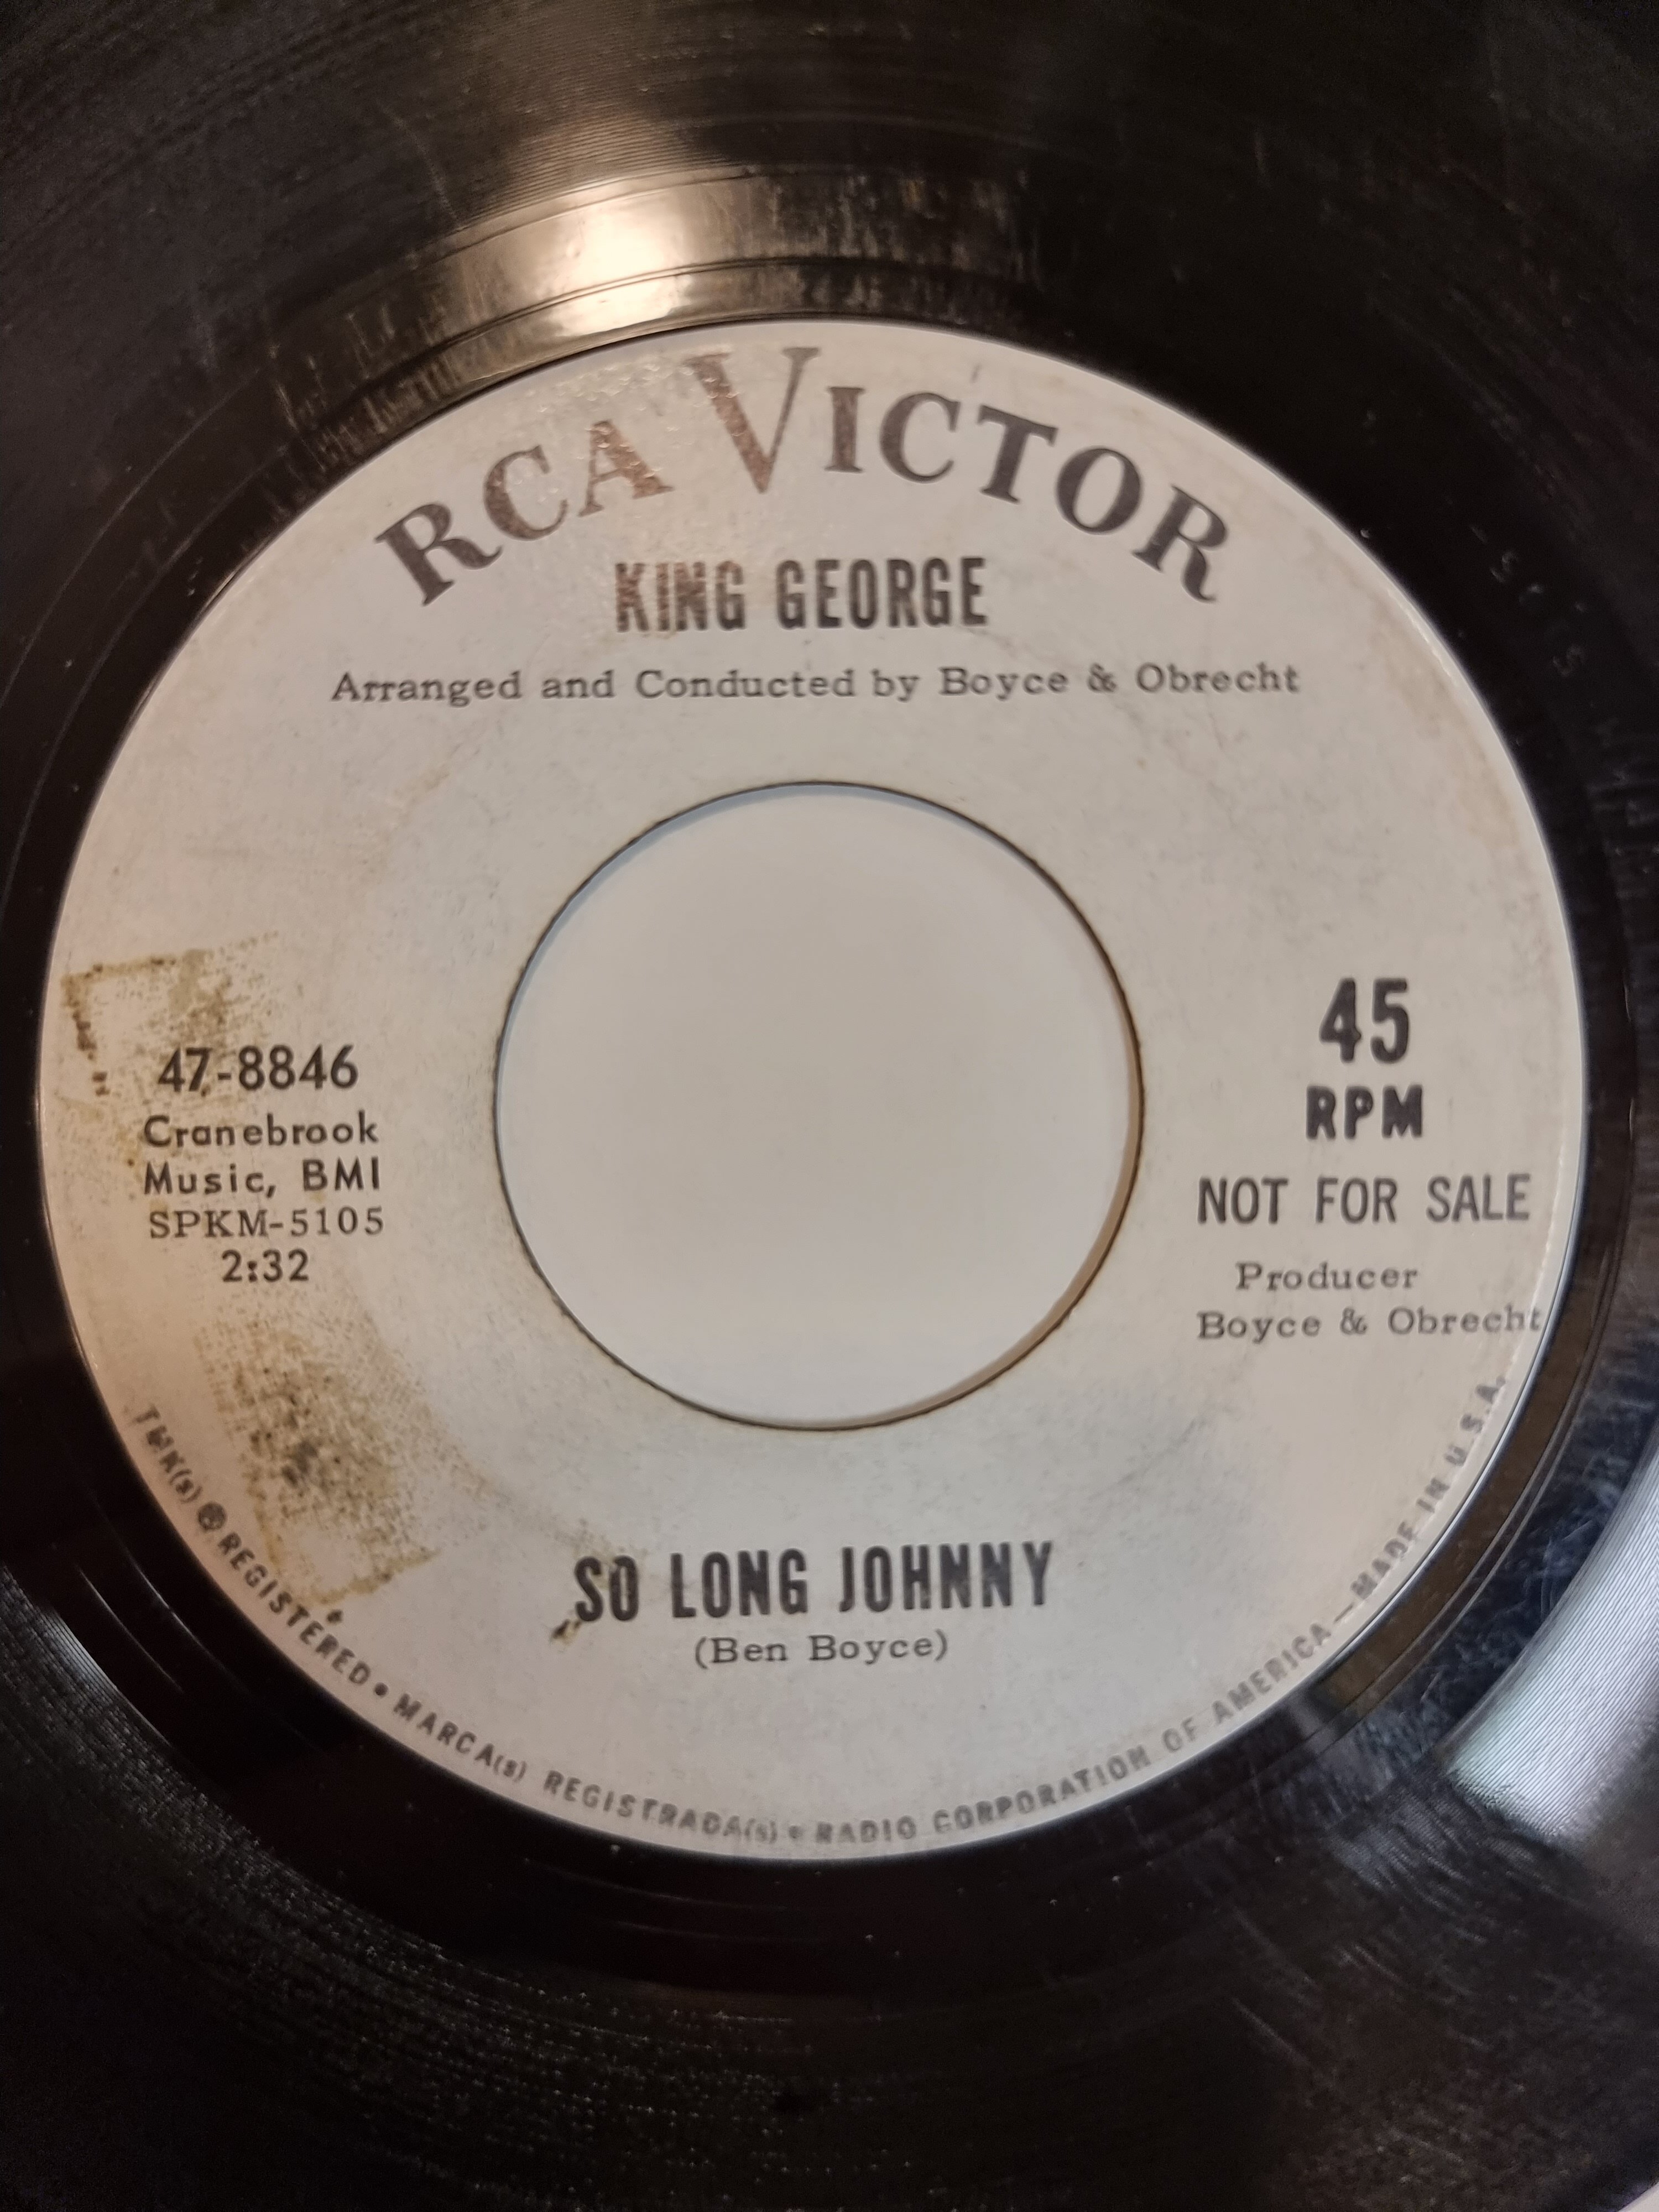 RCA VICTOR
KING GEORGE
Arranged and Conducted by Boyce & Obrecht
47-8846
Cranebrook
Music, BMI
SPKM-5105
2:32
45
RPM
NOT FOR SALE
Producer
Boyce & Obrecht
SO LONG JOHNNY
(Ben Boyce)
TMK(s) ® REGISTERED • MARCA(s) REGISTRADA(s) • RADIO CORPORATION OF AMERICA — MADE IN U.S.A.